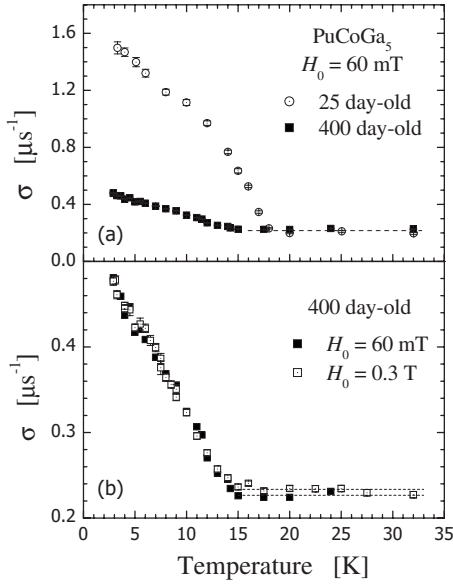 1.6
1.2
0.8
0.4
0.0
σ [μs⁻¹]
PuCoGa₅
H₀ = 60 mT
25 day-old
400 day-old
(a)
0.4
0.3
0.2
σ [μs⁻¹]
400 day-old
H₀ = 60 mT
H₀ = 0.3 T
(b)
0 5 10 15 20 25 30 35
Temperature [K]